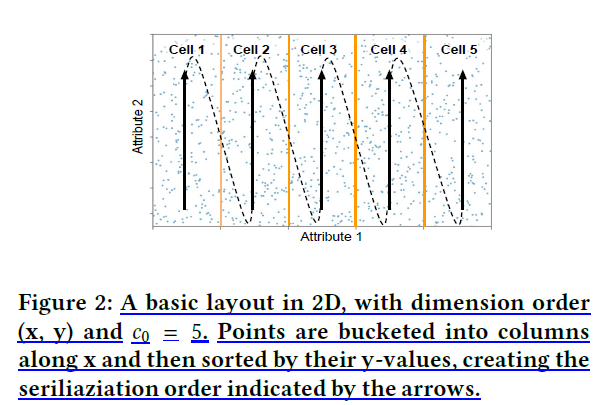 Cell 1 Cell 2 Cell 3 Cell 4 Cell 5
Attribute 2
Attribute 1
Figure 2: A basic layout in 2D, with dimension order
(x, y) and c₀ = 5. Points are bucketed into columns
along x and then sorted by their y-values, creating the
seriliaziation order indicated by the arrows.